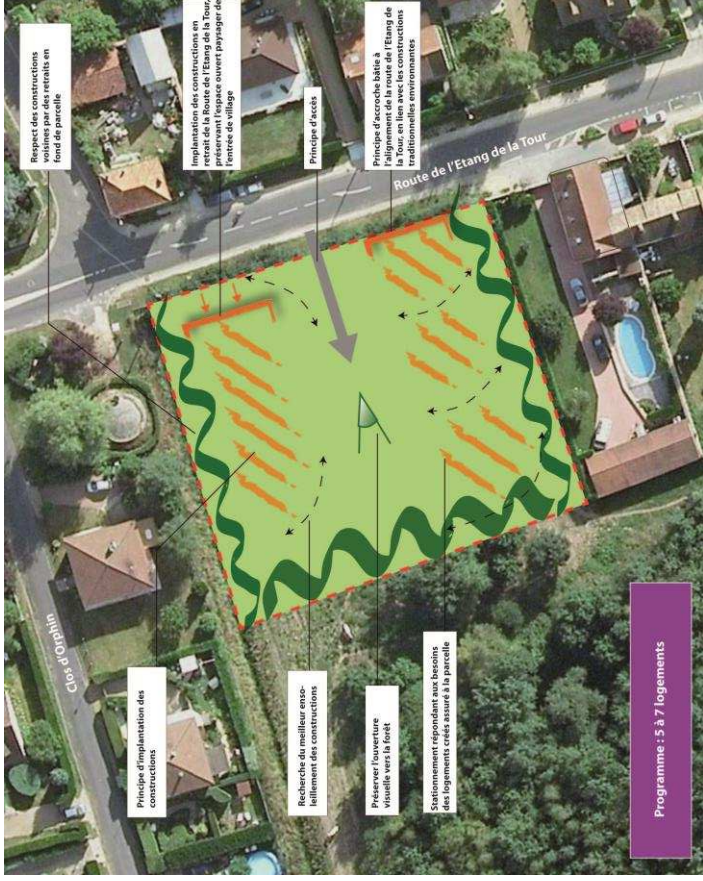 Respect des constructions
voisines par des retraits en
fond de parcelle
Implantation des constructions en
retrait de la Route de l'Etang de la Tour,
préservant l'espace ouvert paysager de
l'entrée de village
Principe d'accès
Principe d'accroche bâtie à
l'alignement de la route de l'Etang de
la Tour, en lien avec les constructions
traditionnelles environnantes
Route de l'Etang de la Tour
Clos d'Orphin
Principe d'implantation des
constructions
Recherche du meilleur enso-
leillement des constructions
Préserver l'ouverture
visuelle vers la forêt
Stationnement répondant aux besoins
des logements créés assuré à la parcelle
Programme : 5 à 7 logements